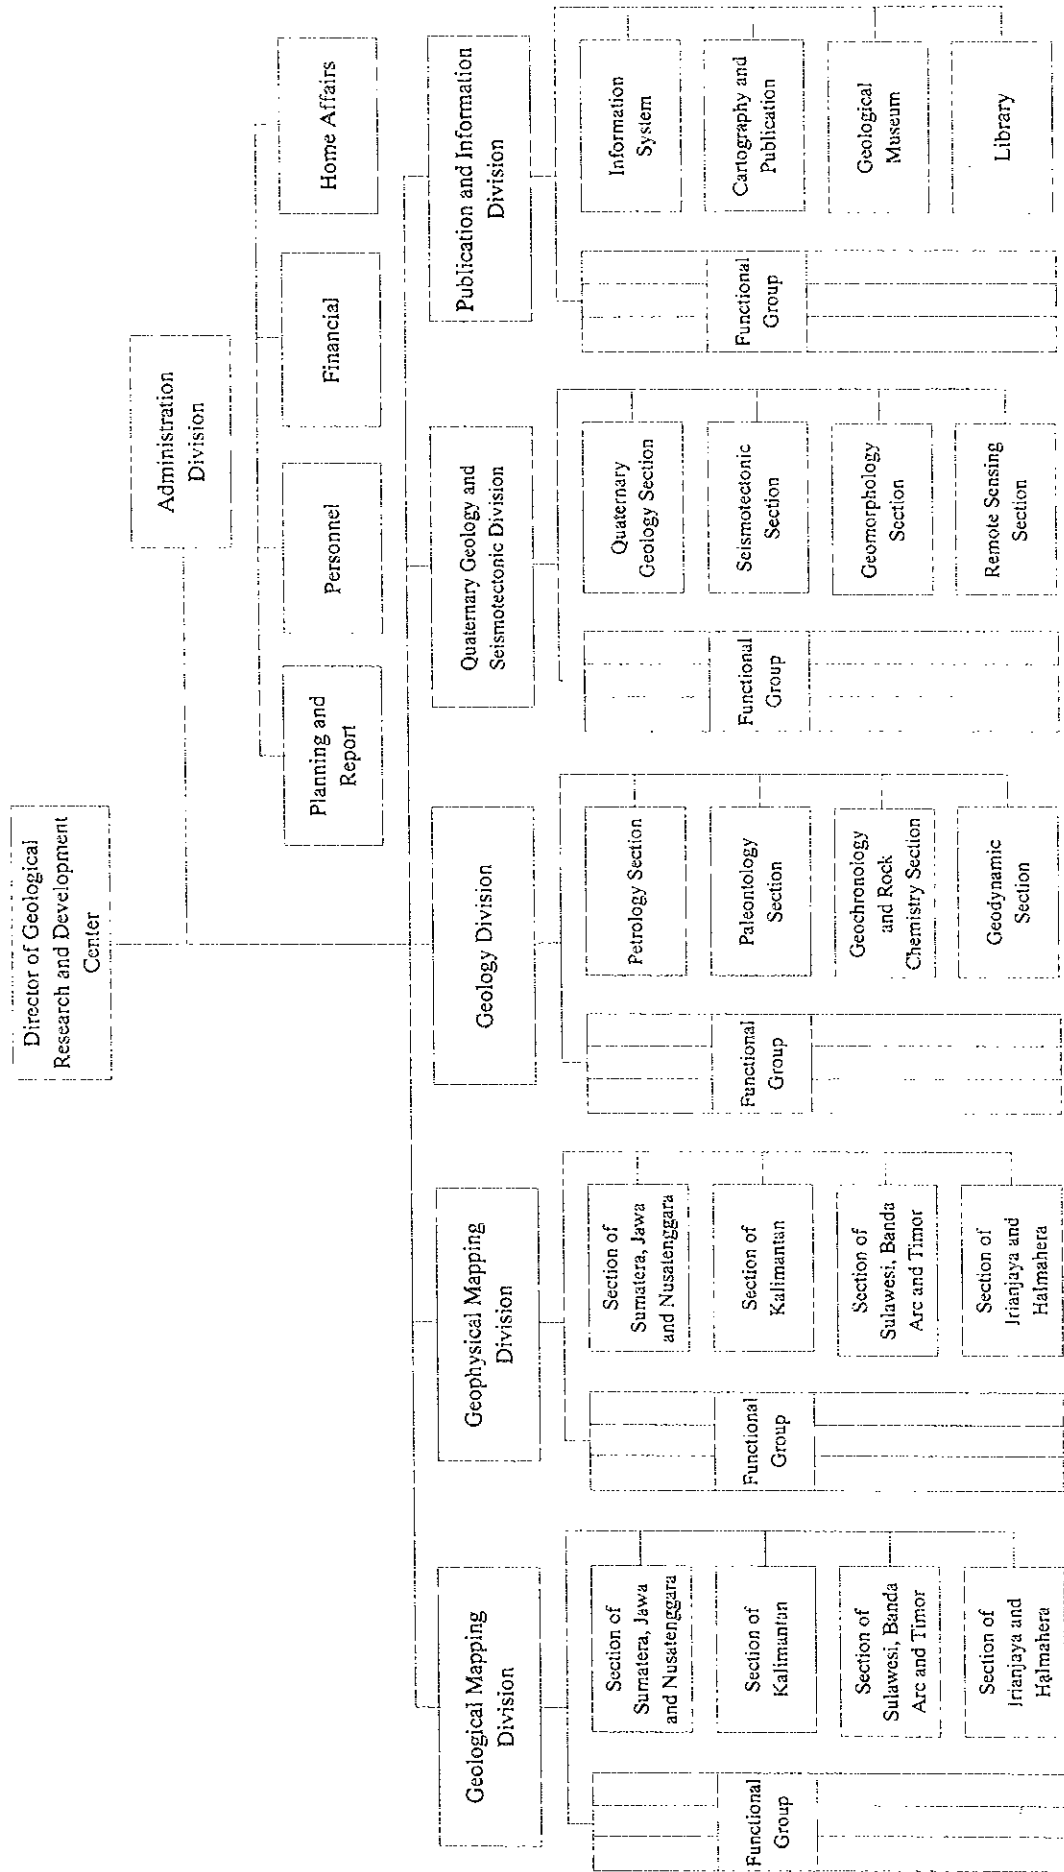 Director of Geological
Research and Development
Center
Administration
Division
Planning and
Report
Personnel
Financial
Home Affairs
Geological Mapping
Division
Geophysical Mapping
Division
Geology Division
Quaternary Geology and
Seismotectonic Division
Publication and Information
Division
Functional
Group
Section of
Sumatera, Jawa
and Nusatenggara
Section of
Kalimantan
Section of
Sulawesi, Banda
Arc and Timor
Section of
Irianjaya and
Halmahera
Functional
Group
Section of
Sumatera, Jawa
and Nusatenggara
Section of
Kalimantan
Section of
Sulawesi, Banda
Arc and Timor
Section of
Irianjaya and
Halmahera
Functional
Group
Petrology Section
Paleontology
Section
Geochronology
and Rock
Chemistry Section
Geodynamic
Section
Functional
Group
Quaternary
Geology Section
Seismotectonic
Section
Geomorphology
Section
Remote Sensing
Section
Functional
Group
Information
System
Cartography and
Publication
Geological
Museum
Library